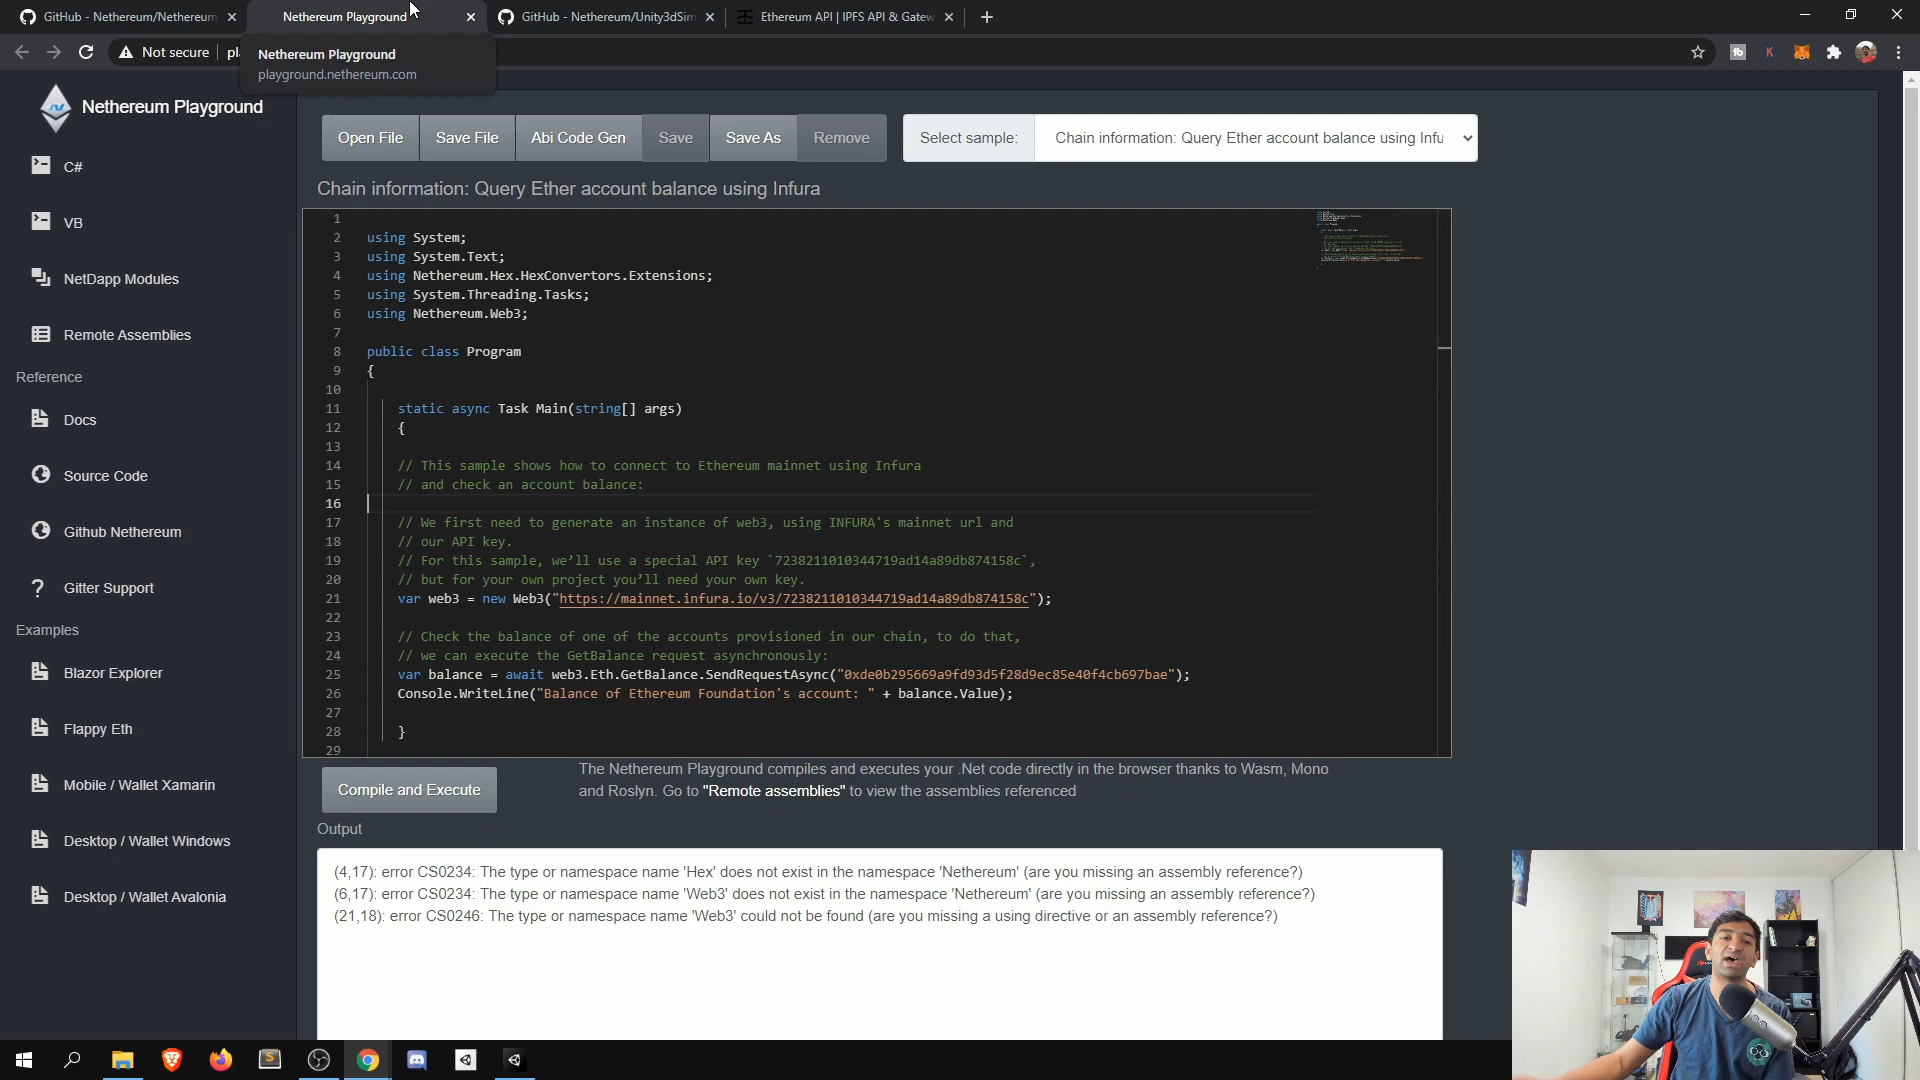 GitHub - Nethereum/Nethereum
Nethereum Playground
GitHub - Nethereum/Unity3dSim
Ethereum API | IPFS API & Gatew
Not secure
pl
Nethereum Playground
playground.nethereum.com
Nethereum Playground
C#
VB
NetDapp Modules
Remote Assemblies
Reference
Docs
Source Code
Github Nethereum
Gitter Support
Examples
Blazor Explorer
Flappy Eth
Mobile / Wallet Xamarin
Desktop / Wallet Windows
Desktop / Wallet Avalonia
Open File
Save File
Abi Code Gen
Save
Save As
Remove
Select sample:
Chain information: Query Ether account balance using Infu
Chain information: Query Ether account balance using Infura
1
2 using System;
3 using System.Text;
4 using Nethereum.Hex.HexConvertors.Extensions;
5 using System.Threading.Tasks;
6 using Nethereum.Web3;
7
8 public class Program
9 {
10
11 static async Task Main(string[] args)
12 {
13
14 // This sample shows how to connect to Ethereum mainnet using Infura
15 // and check an account balance:
16
17 // We first need to generate an instance of web3, using INFURA's mainnet url and
18 // our API key.
19 // For this sample, we’ll use a special API key `7238211010344719ad14a89db874158c`,
20 // but for your own project you’ll need your own key.
21 var web3 = new Web3("https://mainnet.infura.io/v3/7238211010344719ad14a89db874158c");
22
23 // Check the balance of one of the accounts provisioned in our chain, to do that,
24 // we can execute the GetBalance request asynchronously:
25 var balance = await web3.Eth.GetBalance.SendRequestAsync("0xde0b295669a9fd93d5f28d9ec85e40f4cb697bae");
26 Console.WriteLine("Balance of Ethereum Foundation's account: " + balance.Value);
27
28 }
29
Compile and Execute
The Nethereum Playground compiles and executes your .Net code directly in the browser thanks to Wasm, Mono
and Roslyn. Go to "Remote assemblies" to view the assemblies referenced
Output
(4,17): error CS0234: The type or namespace name 'Hex' does not exist in the namespace 'Nethereum' (are you missing an assembly reference?)
(6,17): error CS0234: The type or namespace name 'Web3' does not exist in the namespace 'Nethereum' (are you missing an assembly reference?)
(21,18): error CS0246: The type or namespace name 'Web3' could not be found (are you missing a using directive or an assembly reference?)